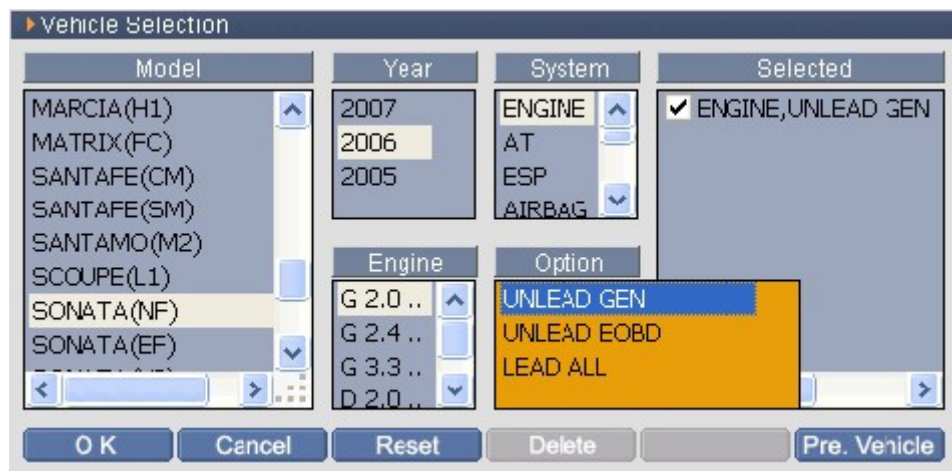 Vehicle Selection
Model
MARCIA(H1)
MATRIX(FC)
SANTAFE(CM)
SANTAFE(SM)
SANTAMO(M2)
SCOUPE(L1)
SONATA(NF)
SONATA(EF)
Year
2007
2006
2005
System
ENGINE
AT
ESP
AIRBAG
Selected
ENGINE,UNLEAD GEN
Engine
G 2.0 ..
G 2.4 ..
G 3.3 ..
D 2.0 ..
Option
UNLEAD GEN
UNLEAD EOBD
LEAD ALL
O K
Cancel
Reset
Delete
Pre. Vehicle